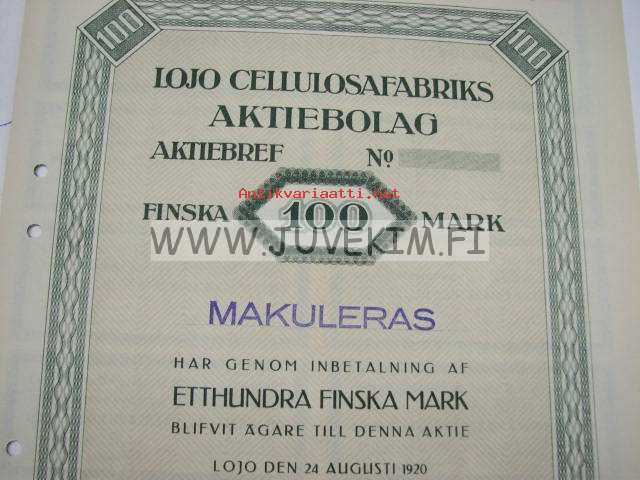 100 100
LOJO CELLULOSAFABRIKS
AKTIEBOLAG
AKTIEBREF No
Antikvariaatti.net
FINSKA 100 MARK
WWW.JUVEKIM.FI
MAKULERAS
HAR GENOM INBETALNING AF
ETTHUNDRA FINSKA MARK
BLIFVIT ÄGARE TILL DENNA AKTIE
LOJO DEN 24 AUGUSTI 1920